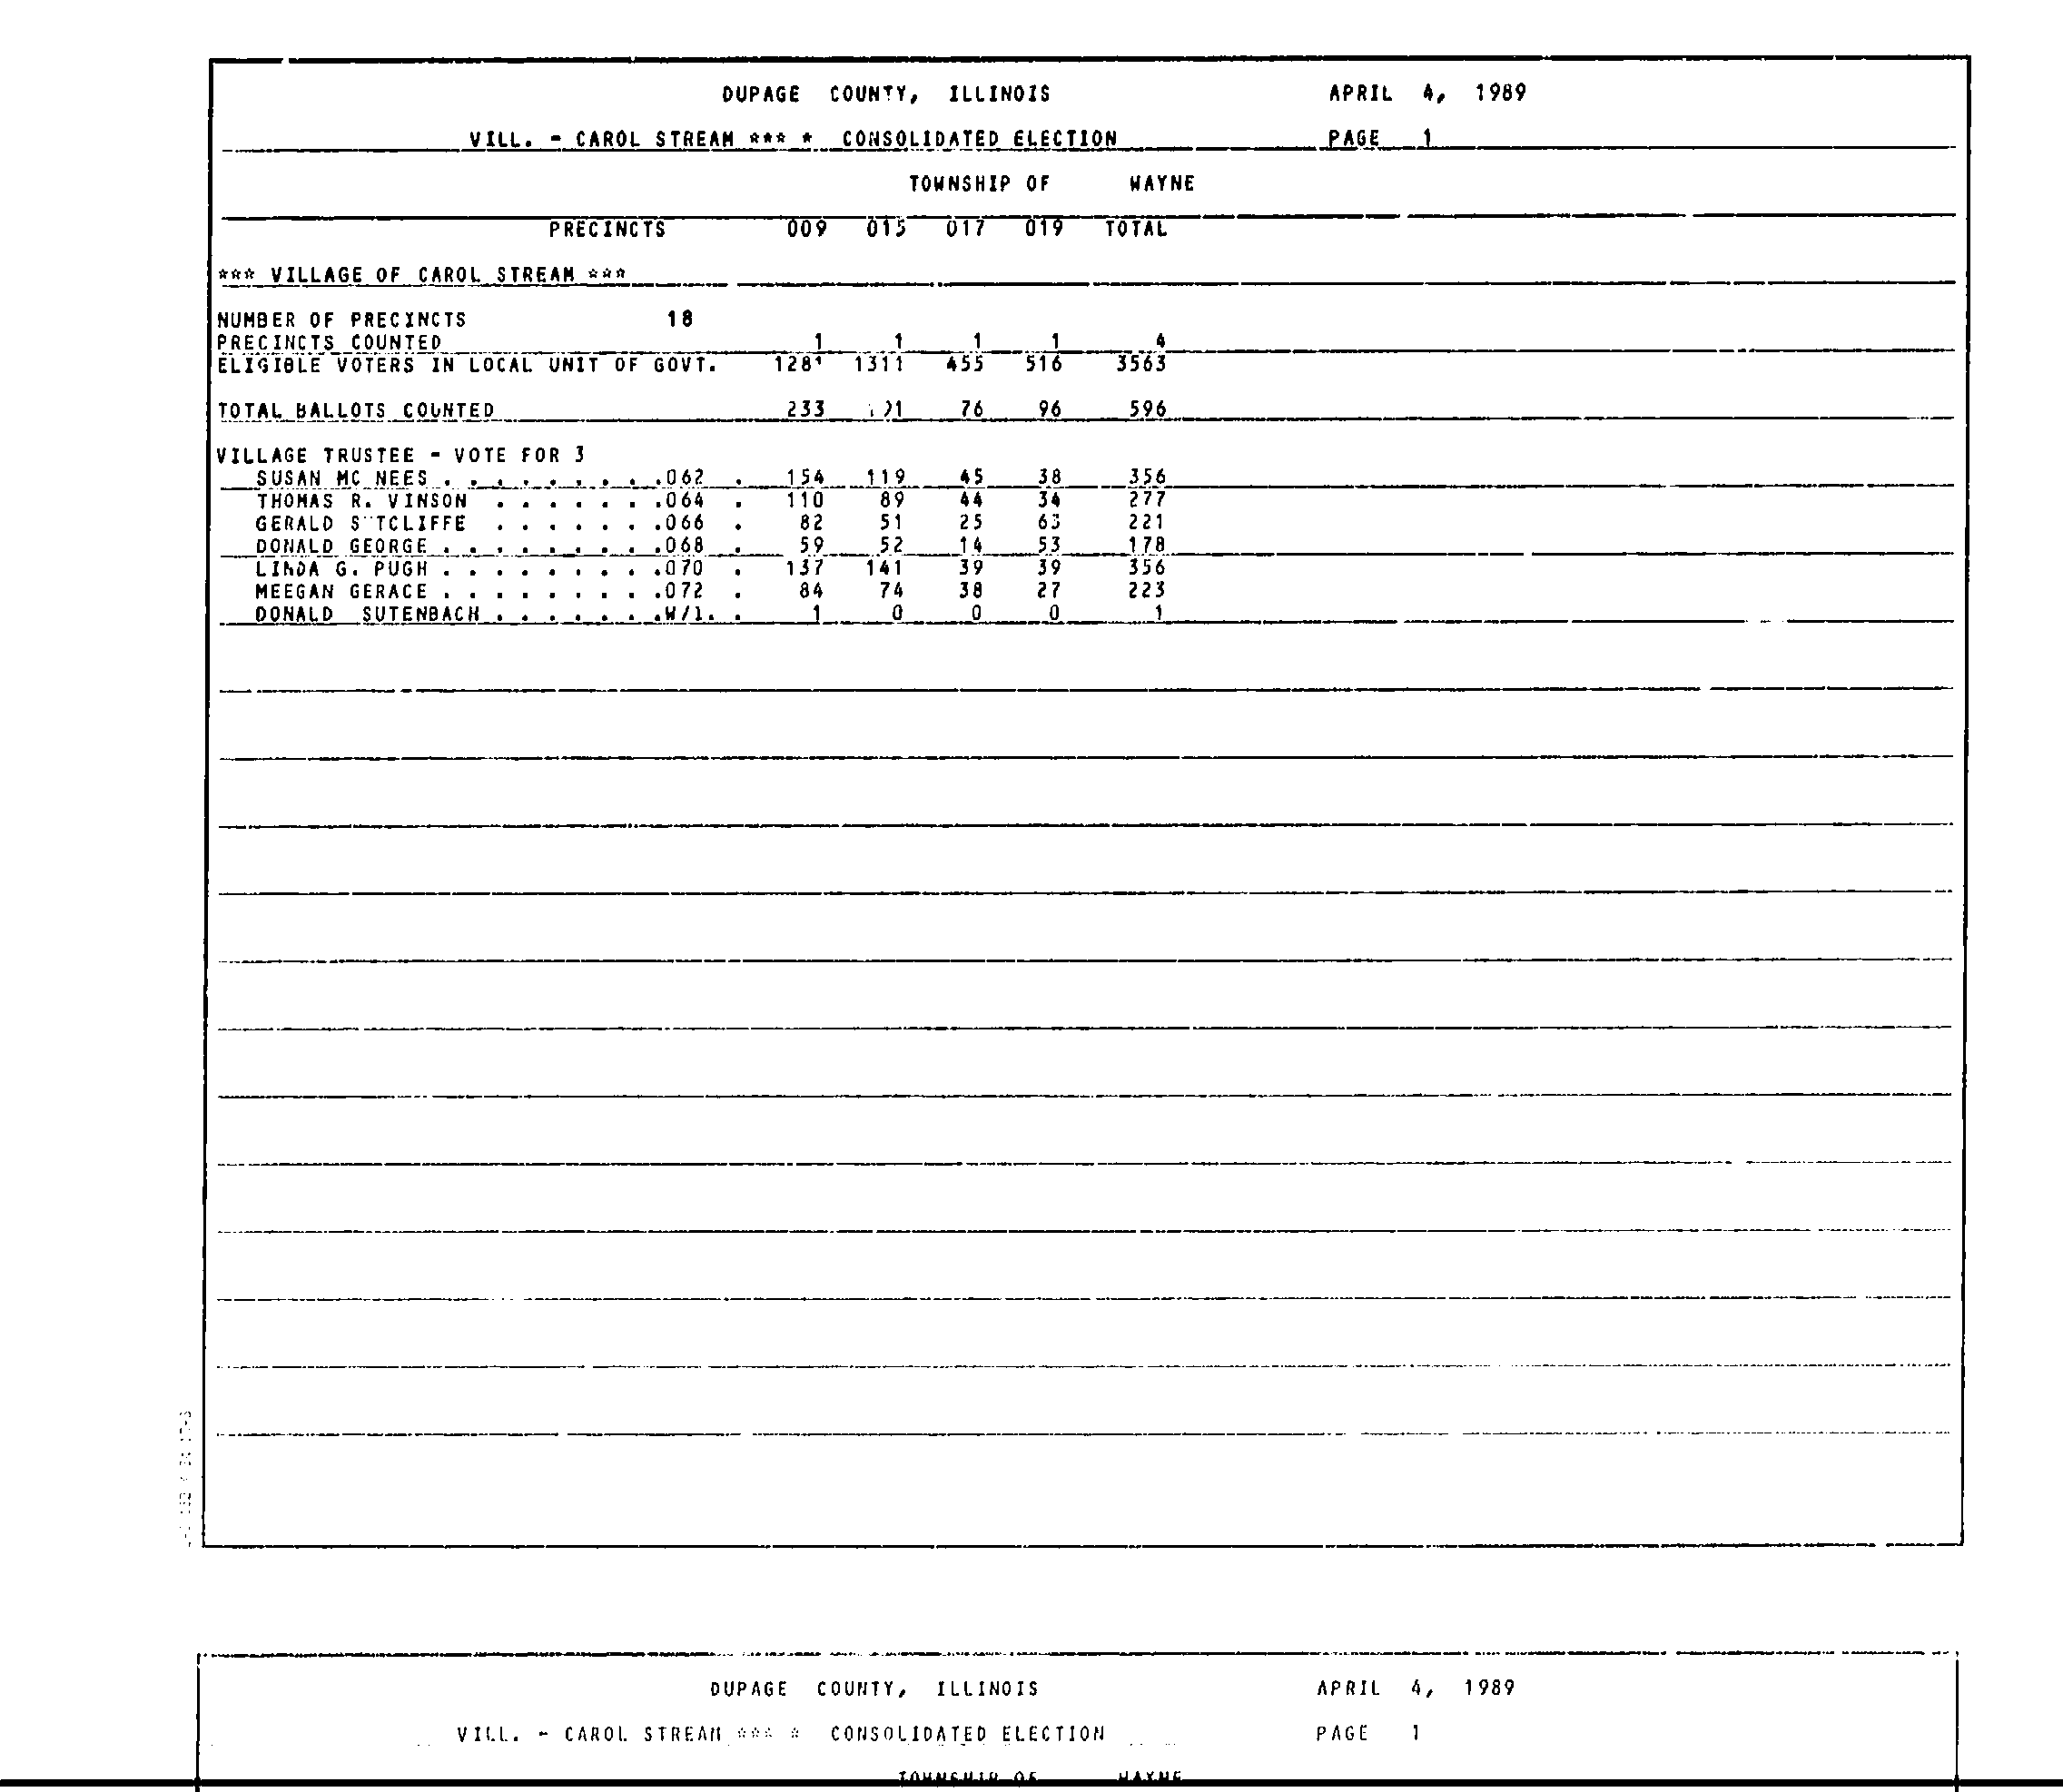 DUPAGE COUNTY, ILLINOIS APRIL 4, 1989
VILL. - CAROL STREAM *** * CONSOLIDATED ELECTION PAGE 1
TOWNSHIP OF WAYNE
PRECINCTS 009 015 017 019 TOTAL
*** VILLAGE OF CAROL STREAM ***
NUMBER OF PRECINCTS 18
PRECINCTS COUNTED 1 1 1 1 4
ELIGIBLE VOTERS IN LOCAL UNIT OF GOVT. 1281 1311 455 516 3563
TOTAL BALLOTS COUNTED 233 76 96 596
VILLAGE TRUSTEE - VOTE FOR 3
SUSAN MC NEES . . . . . . . . .062 . 154 119 45 38 356
THOMAS R. VINSON . . . . . . .064 . 110 89 44 34 277
GERALD . . . . . . .066 . 82 51 25 63 221
DONALD GEORGE . . . . . . . . .068 . 59 52 14 53 178
LINDA G. PUGH . . . . . . . . .070 . 137 141 39 39 356
MEEGAN GERACE . . . . . . . . .072 . 84 74 38 27 223
DONALD SUTENBACH . . . . . . .W/I. . 1 0 0 0 1
DUPAGE COUNTY, ILLINOIS APRIL 4, 1989
VILL. - CAROL STREAM *** * CONSOLIDATED ELECTION PAGE 1
TOWNSHIP OF WAYNE